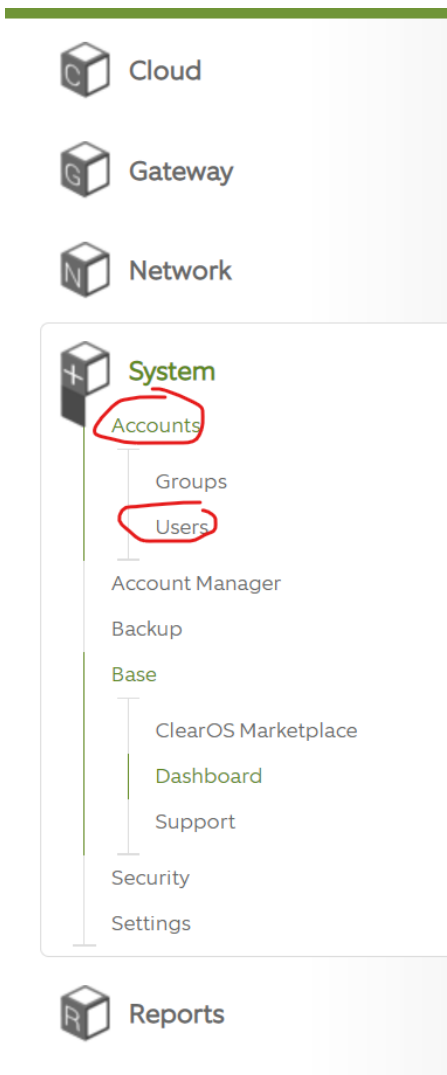 C Cloud
G Gateway
N Network
+ System
Accounts
Groups
Users
Account Manager
Backup
Base
ClearOS Marketplace
Dashboard
Support
Security
Settings
R Reports